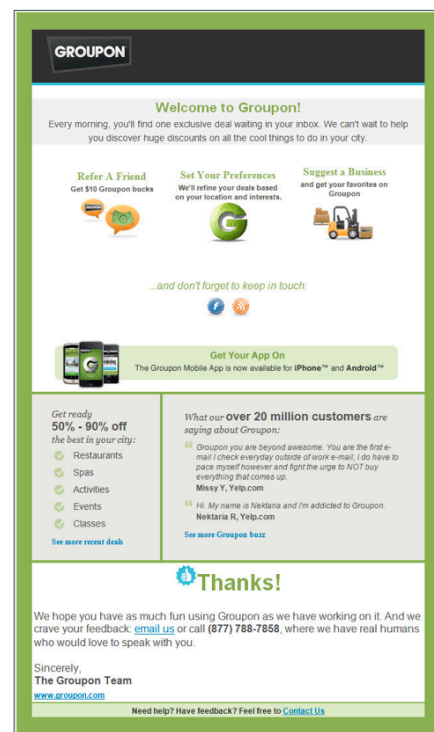 GROUPON
Welcome to Groupon!
Every morning, you'll find one exclusive deal waiting in your inbox. We can't wait to help
you discover huge discounts on all the cool things to do in your city.
Refer A Friend
Get $10 Groupon bucks
Set Your Preferences
We'll refine your deals based
on your location and interests.
Suggest a Business
and get your favorites on
Groupon
...and don't forget to keep in touch:
Get Your App On
The Groupon Mobile App is now available for iPhone™ and Android™
Get ready
50% - 90% off
the best in your city:
Restaurants
Spas
Activities
Events
Classes
See more recent deals
What our over 20 million customers are
saying about Groupon:
Groupon you are beyond awesome. You are the first e-
mail I check everyday outside of work e-mail, I do have to
pace myself however and fight the urge to NOT buy
everything that comes up.
Missy Y, Yelp.com
Hi. My name is Nektaria and I'm addicted to Groupon.
Nektaria R, Yelp.com
See more Groupon buzz
Thanks!
We hope you have as much fun using Groupon as we have working on it. And we
crave your feedback: email us or call (877) 788-7858, where we have real humans
who would love to speak with you.
Sincerely,
The Groupon Team
www.groupon.com
Need help? Have feedback? Feel free to Contact Us